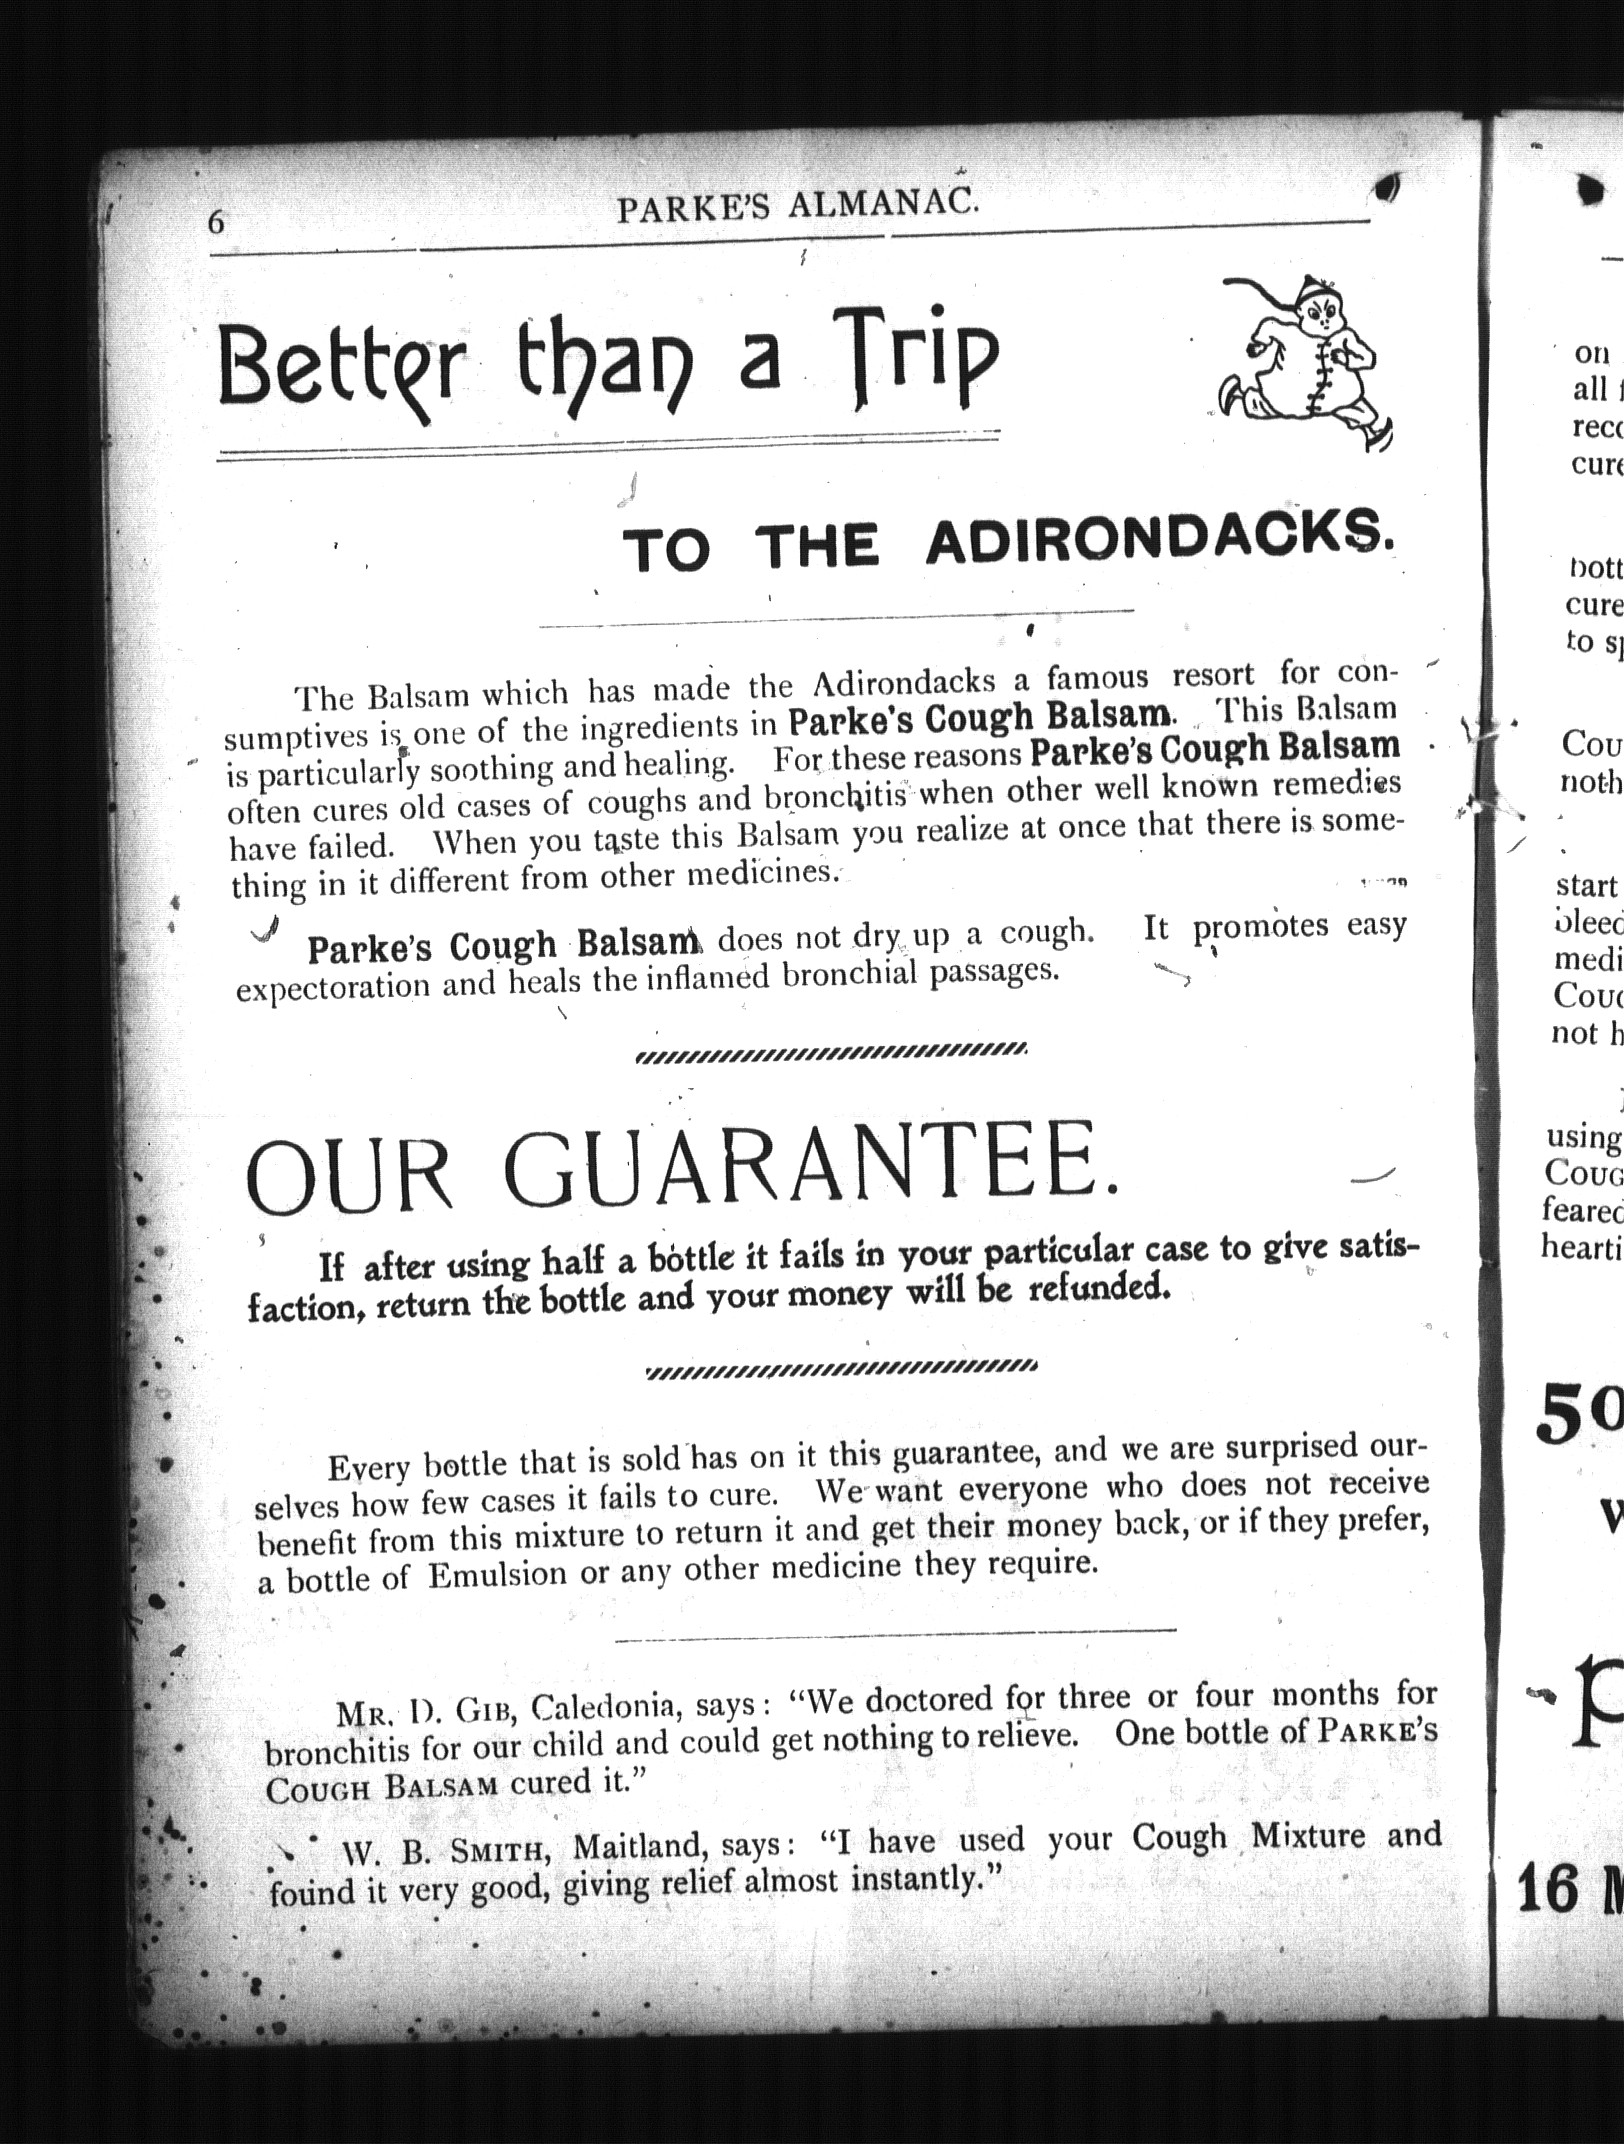 6
PARKE'S ALMANAC.
Better than a Trip
TO THE ADIRONDACKS.
The Balsam which has made the Adirondacks a famous resort for con-
sumptives is one of the ingredients in Parke's Cough Balsam. This Balsam
is particularly soothing and healing. For these reasons Parke's Cough Balsam
often cures old cases of coughs and bronchitis when other well known remedies
have failed. When you taste this Balsam you realize at once that there is some-
thing in it different from other medicines.
Parke's Cough Balsam does not dry up a cough. It promotes easy
expectoration and heals the inflamed bronchial passages.
OUR GUARANTEE.
If after using half a bottle it fails in your particular case to give satis-
faction, return the bottle and your money will be refunded.
Every bottle that is sold has on it this guarantee, and we are surprised our-
selves how few cases it fails to cure. We want everyone who does not receive
benefit from this mixture to return it and get their money back, or if they prefer,
a bottle of Emulsion or any other medicine they require.
MR. D. GIB, Caledonia, says: "We doctored for three or four months for
bronchitis for our child and could get nothing to relieve. One bottle of PARKE'S
COUGH BALSAM cured it."
W. B. SMITH, Maitland, says: "I have used your Cough Mixture and
found it very good, giving relief almost instantly."
on
all
cure
to
start
not
using
50
16